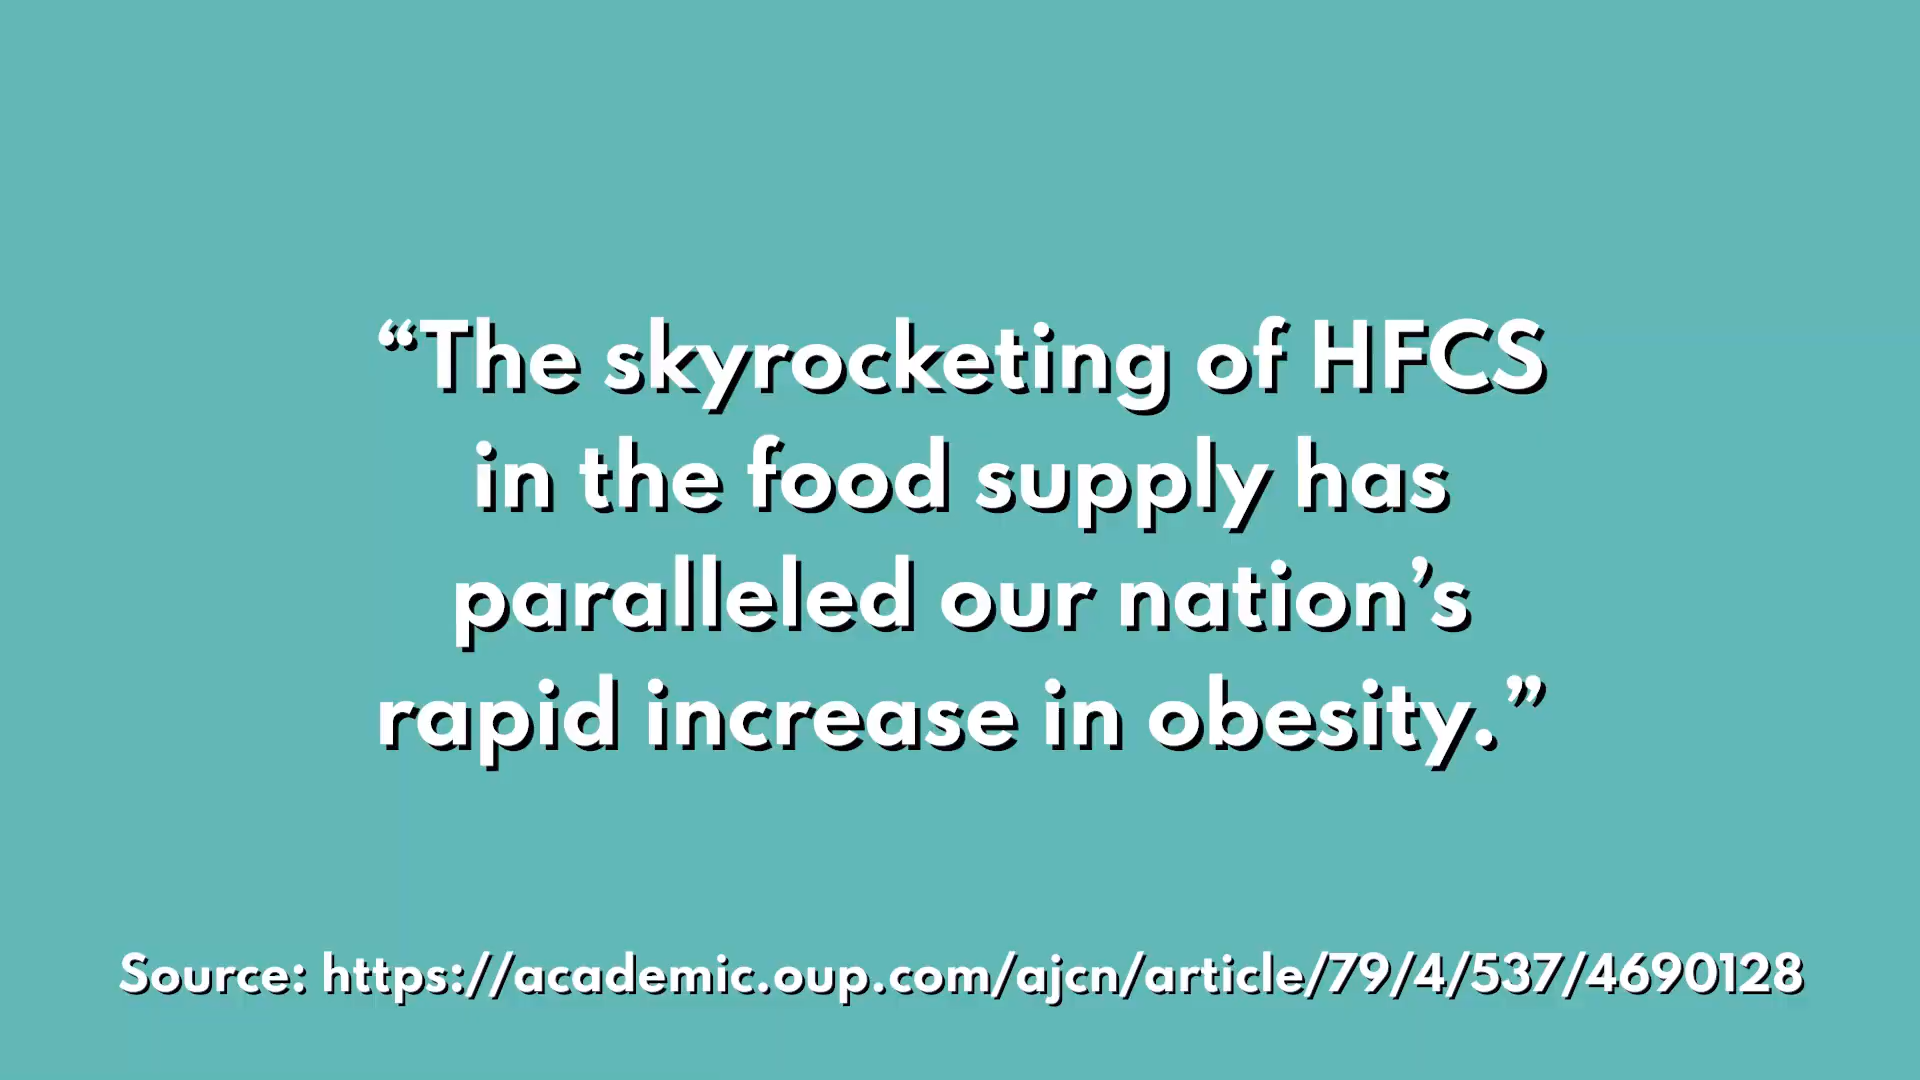 “The skyrocketing of HFCS
in the food supply has
paralleled our nation’s
rapid increase in obesity.”
Source: https://academic.oup.com/ajcn/article/79/4/537/4690128